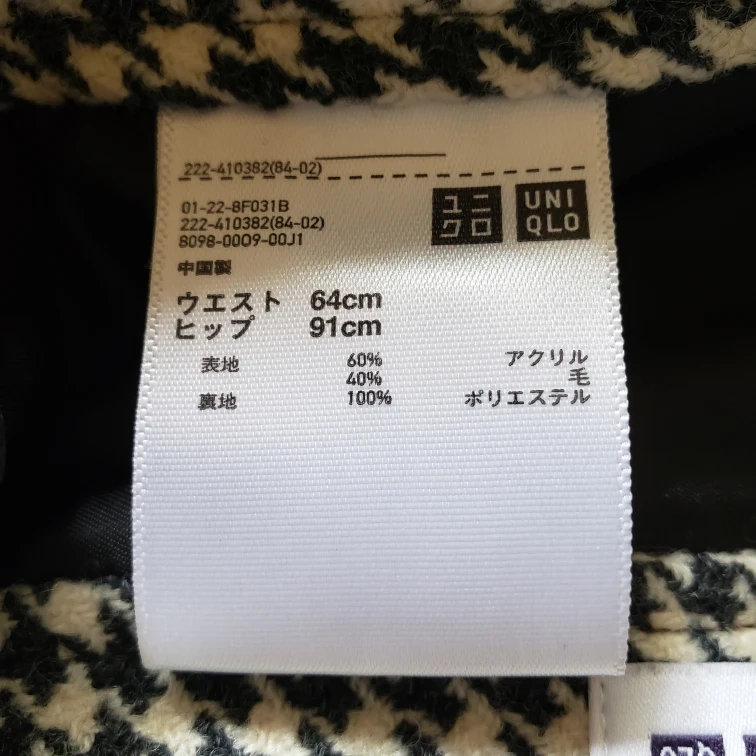 222-410382(84-02)
01-22-8F031B
222-410382(84-02)
8098-0009-00J1
ユニ
クロ
UNI
QLO
中国製
ウエスト 64cm
ヒップ 91cm
表地 60% アクリル
40% 毛
裏地 100% ポリエステル